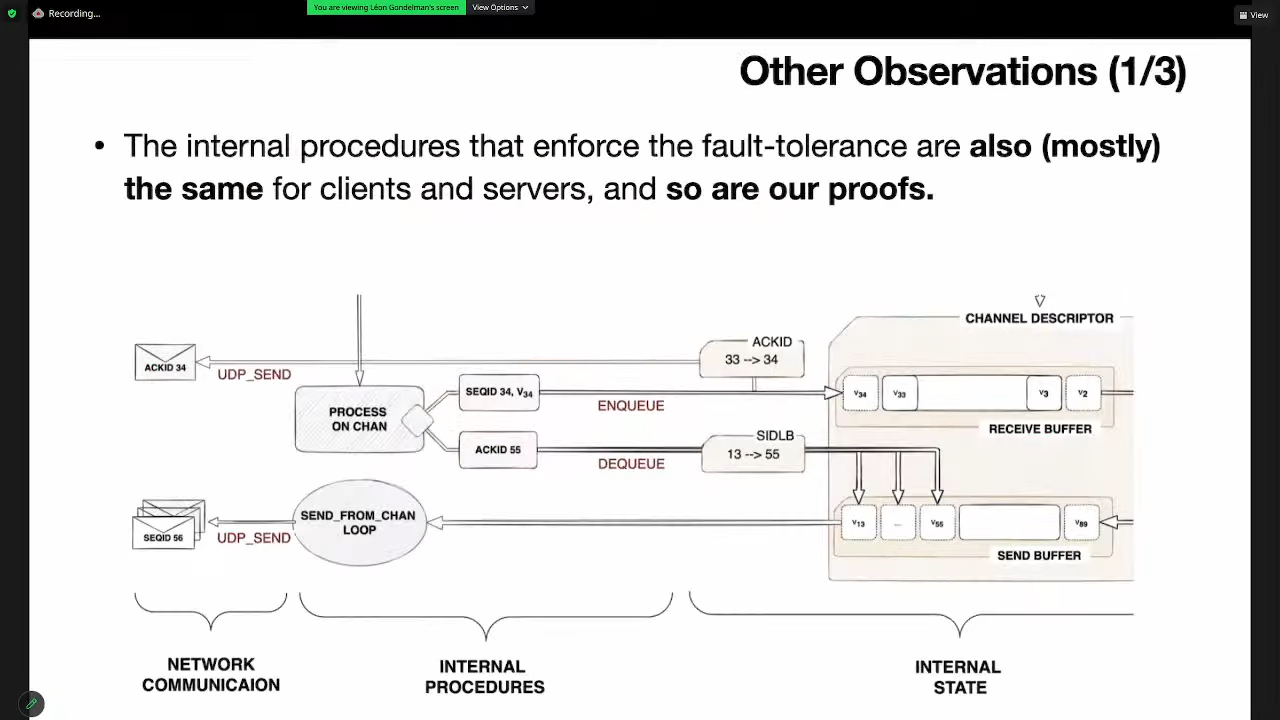 Recording...
You are viewing Léon Gondelman's screen
View Options
View
Other Observations (1/3)
• The internal procedures that enforce the fault-tolerance are also (mostly)
the same for clients and servers, and so are our proofs.
CHANNEL DESCRIPTOR
ACKID
33 --> 34
ACKID 34
UDP_SEND
SEQID 34, V34
ENQUEUE
V34
V33
V3
V2
PROCESS
ON CHAN
RECEIVE BUFFER
SIDLB
ACKID 55
13 --> 55
DEQUEUE
SEND_FROM_CHAN
LOOP
V13
...
V55
V89
SEQID 56
UDP_SEND
SEND BUFFER
NETWORK
COMMUNICAION
INTERNAL
PROCEDURES
INTERNAL
STATE